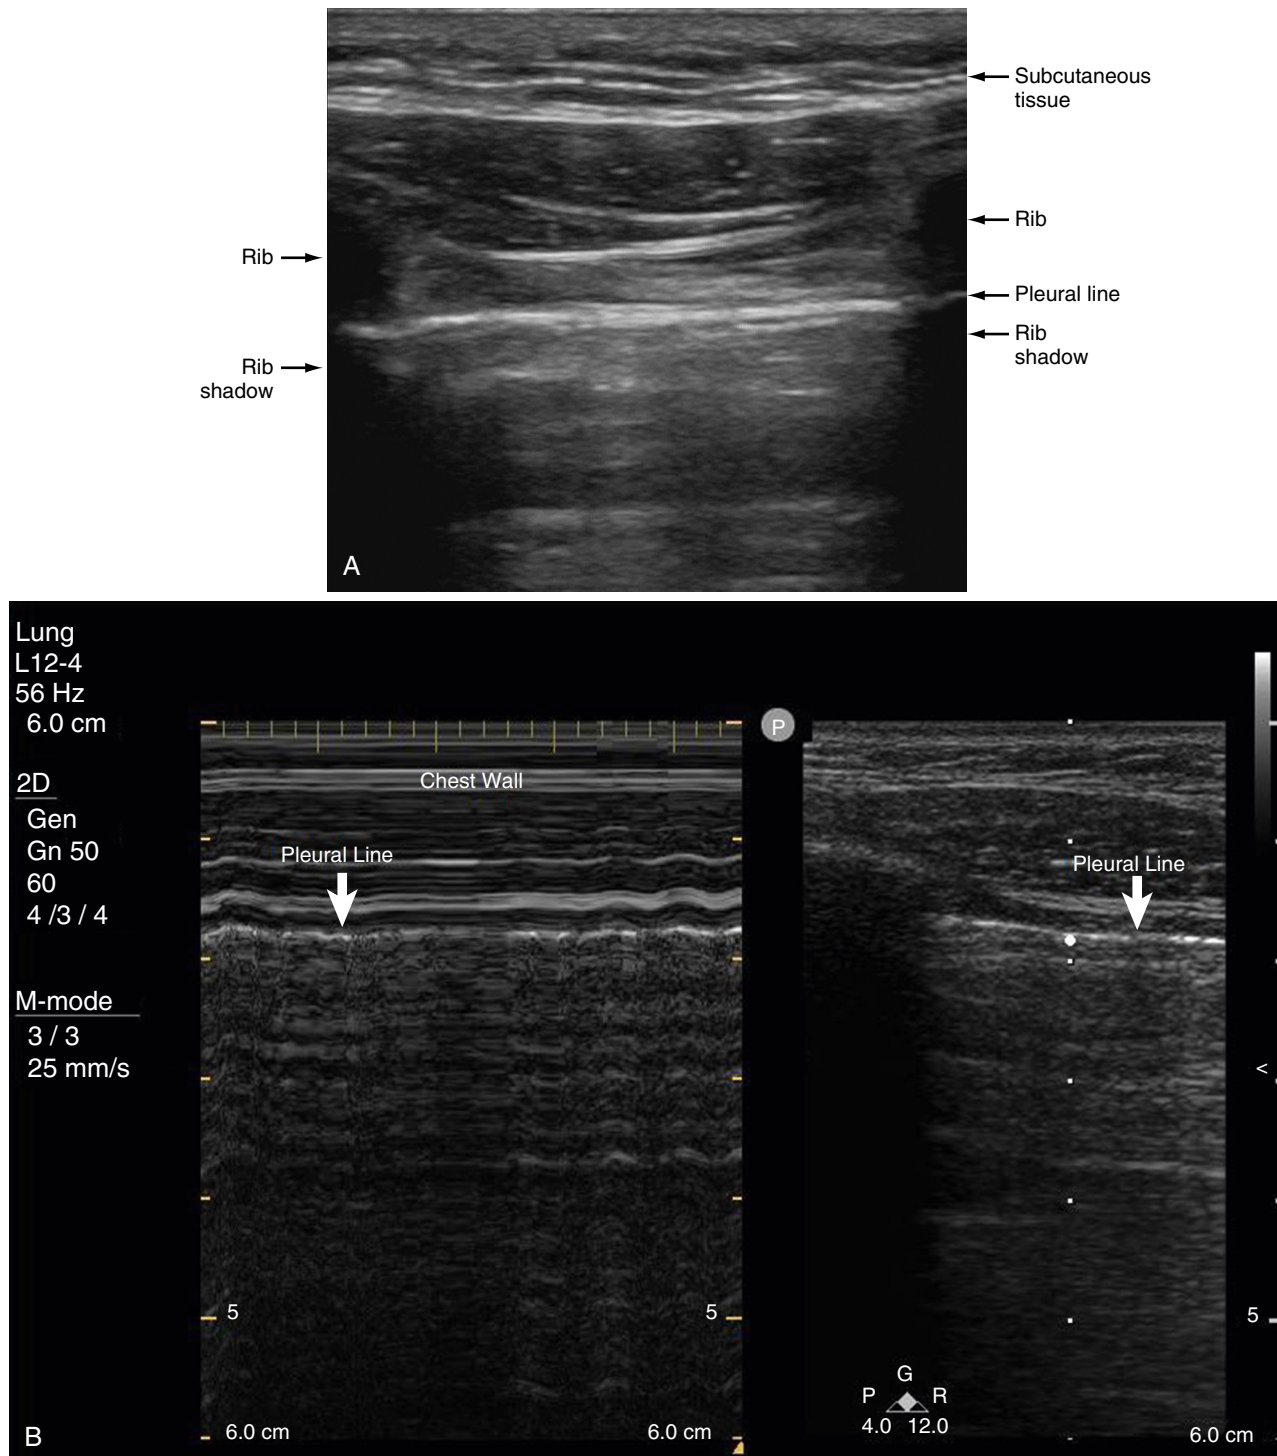 Subcutaneous
tissue
Rib
Rib
Pleural line
Rib
shadow
Rib
shadow
A
Lung
L12-4
56 Hz
6.0 cm
2D
Gen
Gn 50
60
4 /3 / 4
M-mode
3 / 3
25 mm/s
Chest Wall
Pleural Line
5
5
6.0 cm
6.0 cm
P
Pleural Line
<
5
G
P
R
4.0
12.0
6.0 cm
B